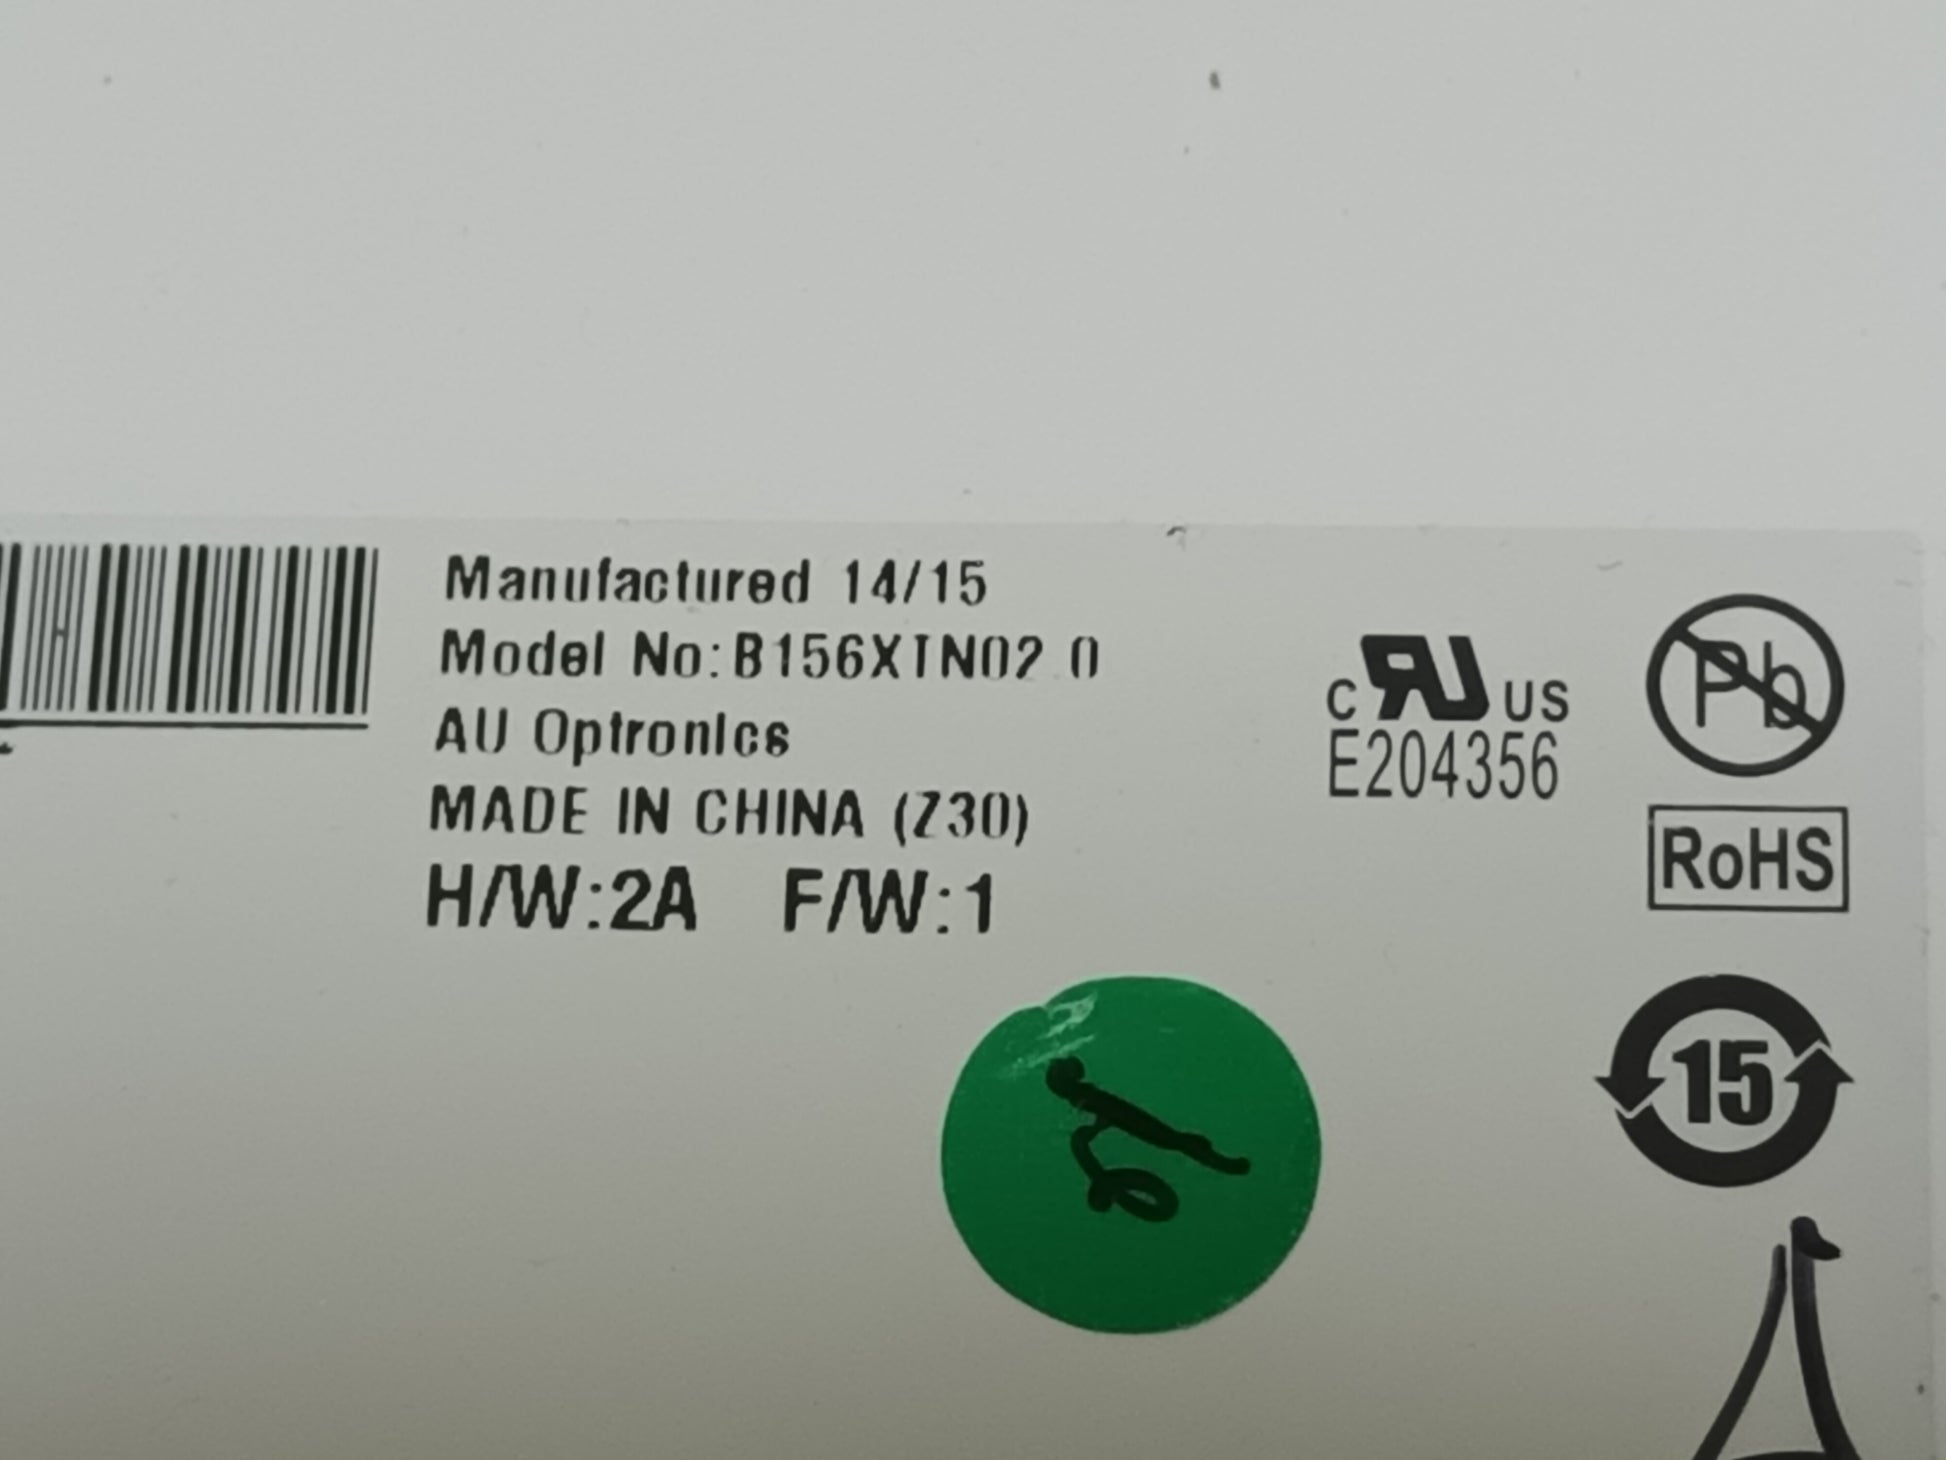 Manufactured 14/15
Model No:B156XTN02.0
AU Optronics
MADE IN CHINA (Z30)
H/W:2A F/W:1
c RU US
E204356
Pb
RoHS
15
A